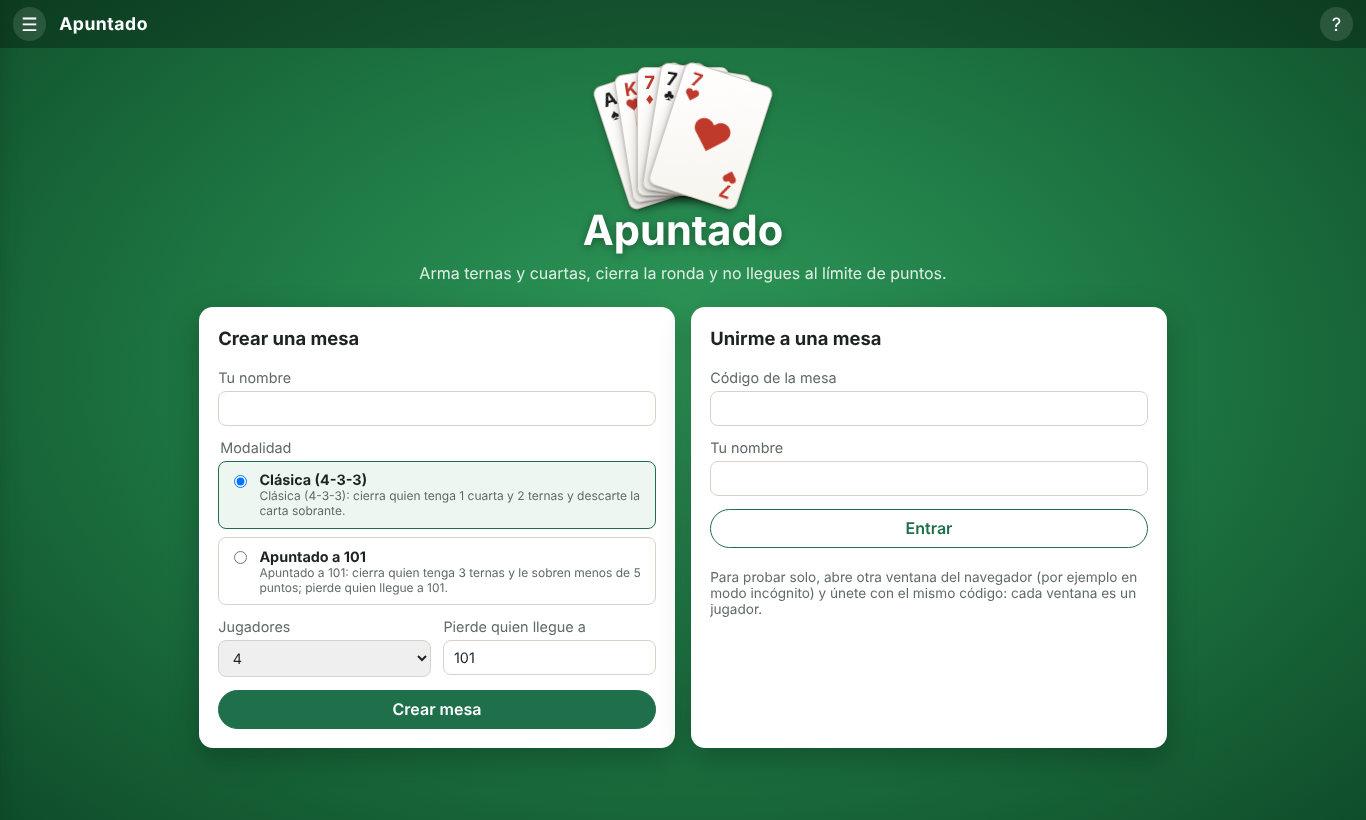 ☰ Apuntado ?
A K 7 7 7
7
Apuntado
Arma ternas y cuartas, cierra la ronda y no llegues al límite de puntos.
Crear una mesa
Tu nombre
Modalidad
Clásica (4-3-3)
Clásica (4-3-3): cierra quien tenga 1 cuarta y 2 ternas y descarte la
carta sobrante.
Apuntado a 101
Apuntado a 101: cierra quien tenga 3 ternas y le sobren menos de 5
puntos; pierde quien llegue a 101.
Jugadores
Pierde quien llegue a
4
101
Crear mesa
Unirme a una mesa
Código de la mesa
Tu nombre
Entrar
Para probar solo, abre otra ventana del navegador (por ejemplo en
modo incógnito) y únete con el mismo código: cada ventana es un
jugador.